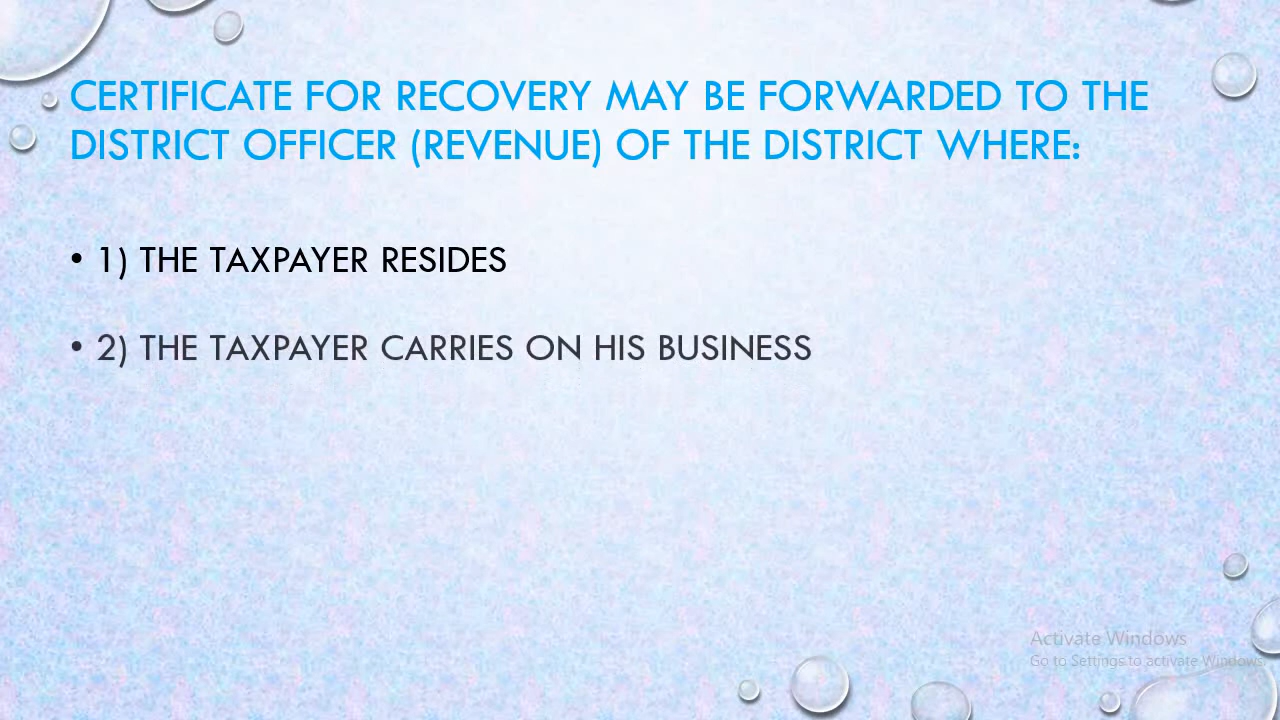 CERTIFICATE FOR RECOVERY MAY BE FORWARDED TO THE
DISTRICT OFFICER (REVENUE) OF THE DISTRICT WHERE:
• 1) THE TAXPAYER RESIDES
• 2) THE TAXPAYER CARRIES ON HIS BUSINESS
Activate Windows
Go to Settings to activate Windows.